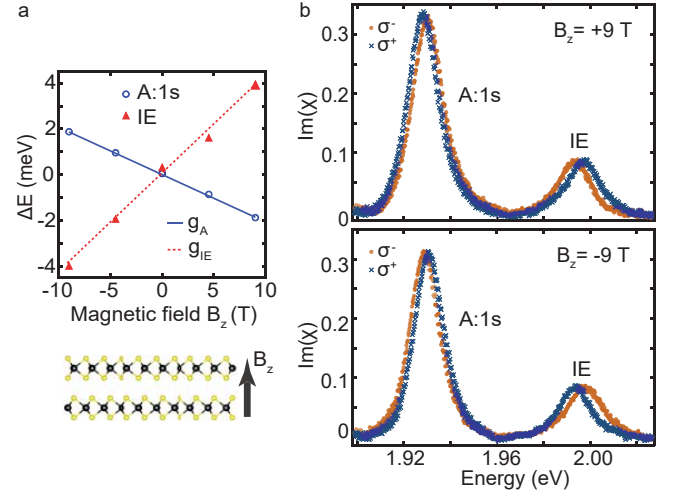 a
ΔE (meV)
4
2
0
-2
-4
A:1s
IE
g_A
g_IE
-10 -5 0 5 10
Magnetic field B_z (T)
B_z
b
Im(χ)
0.3
0.2
0.1
0
σ⁻
σ⁺
B_z= +9 T
A:1s
IE
Im(χ)
0.3
0.2
0.1
0
σ⁻
σ⁺
B_z= -9 T
A:1s
IE
1.92 1.96 2.00
Energy (eV)